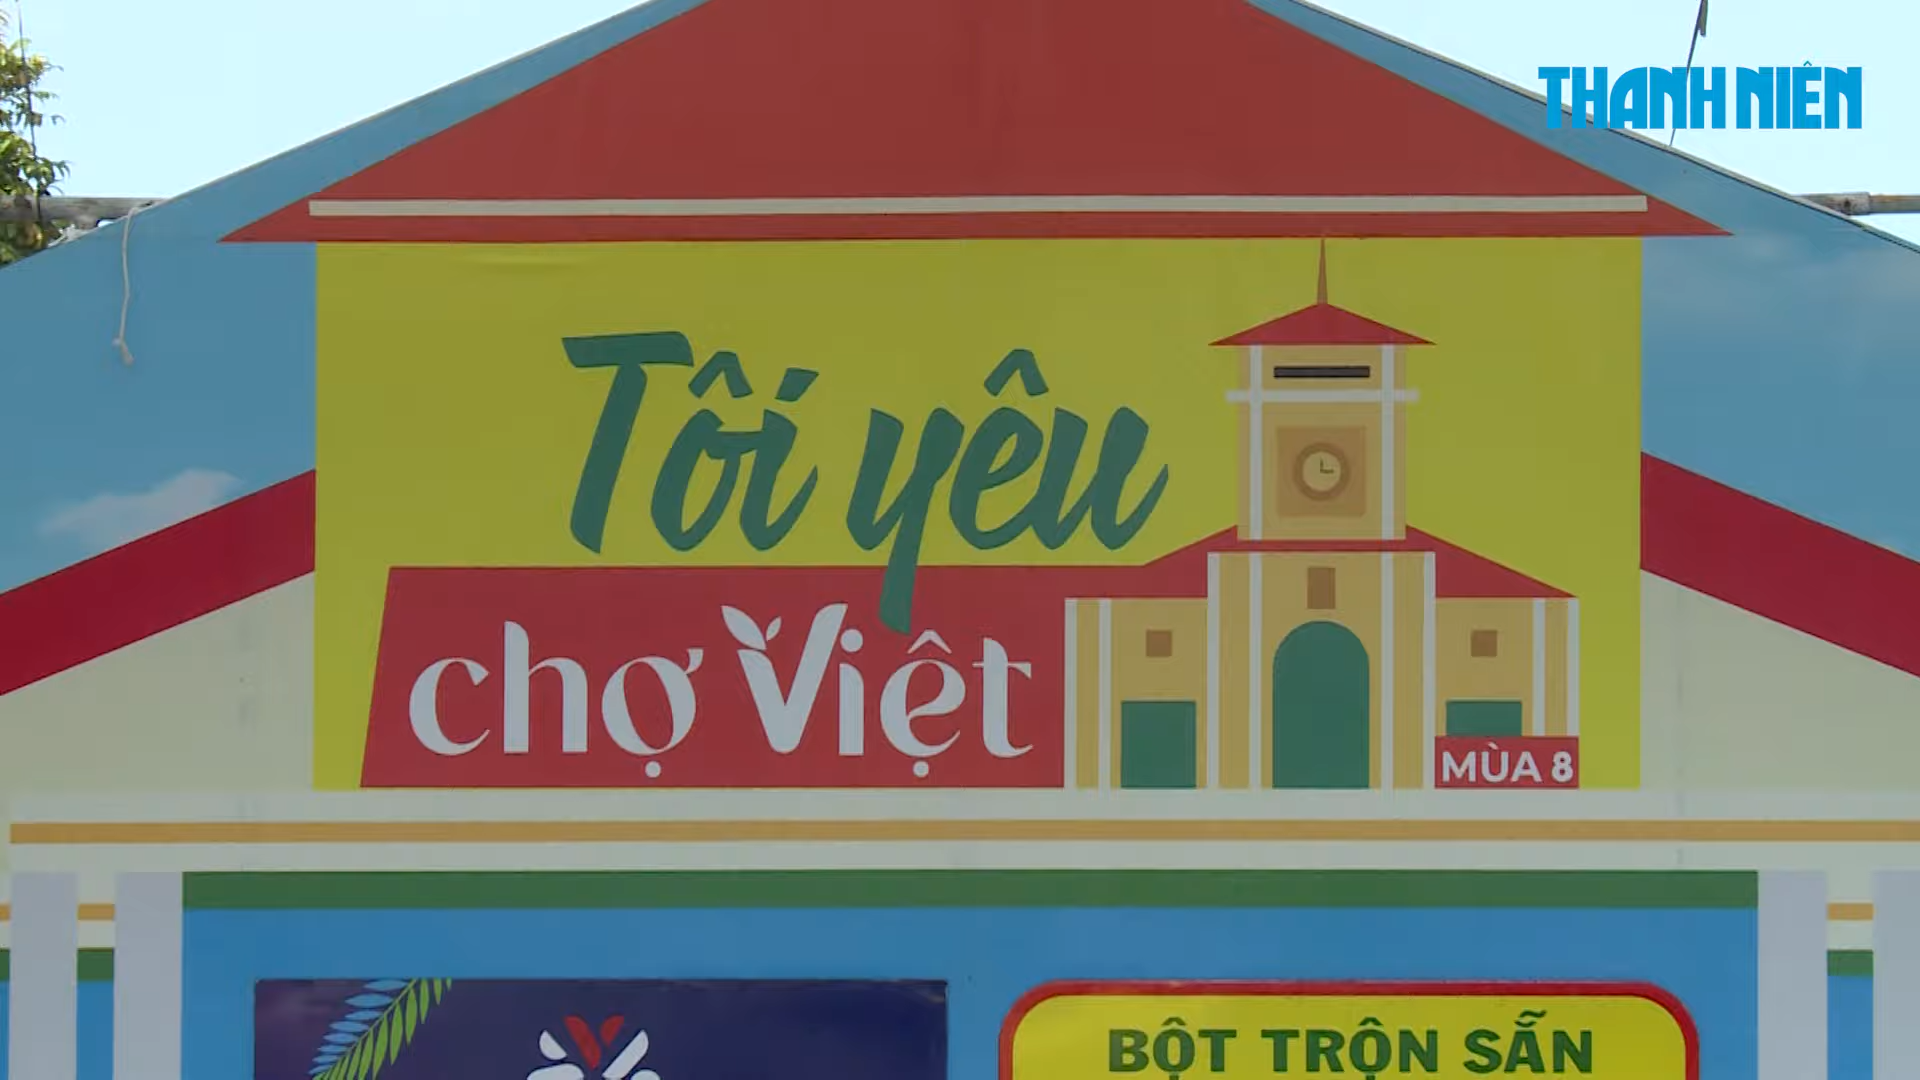 THANH NIÊN
Tôi yêu
chợ Việt
MÙA 8
BỘT TRỘN SẴN